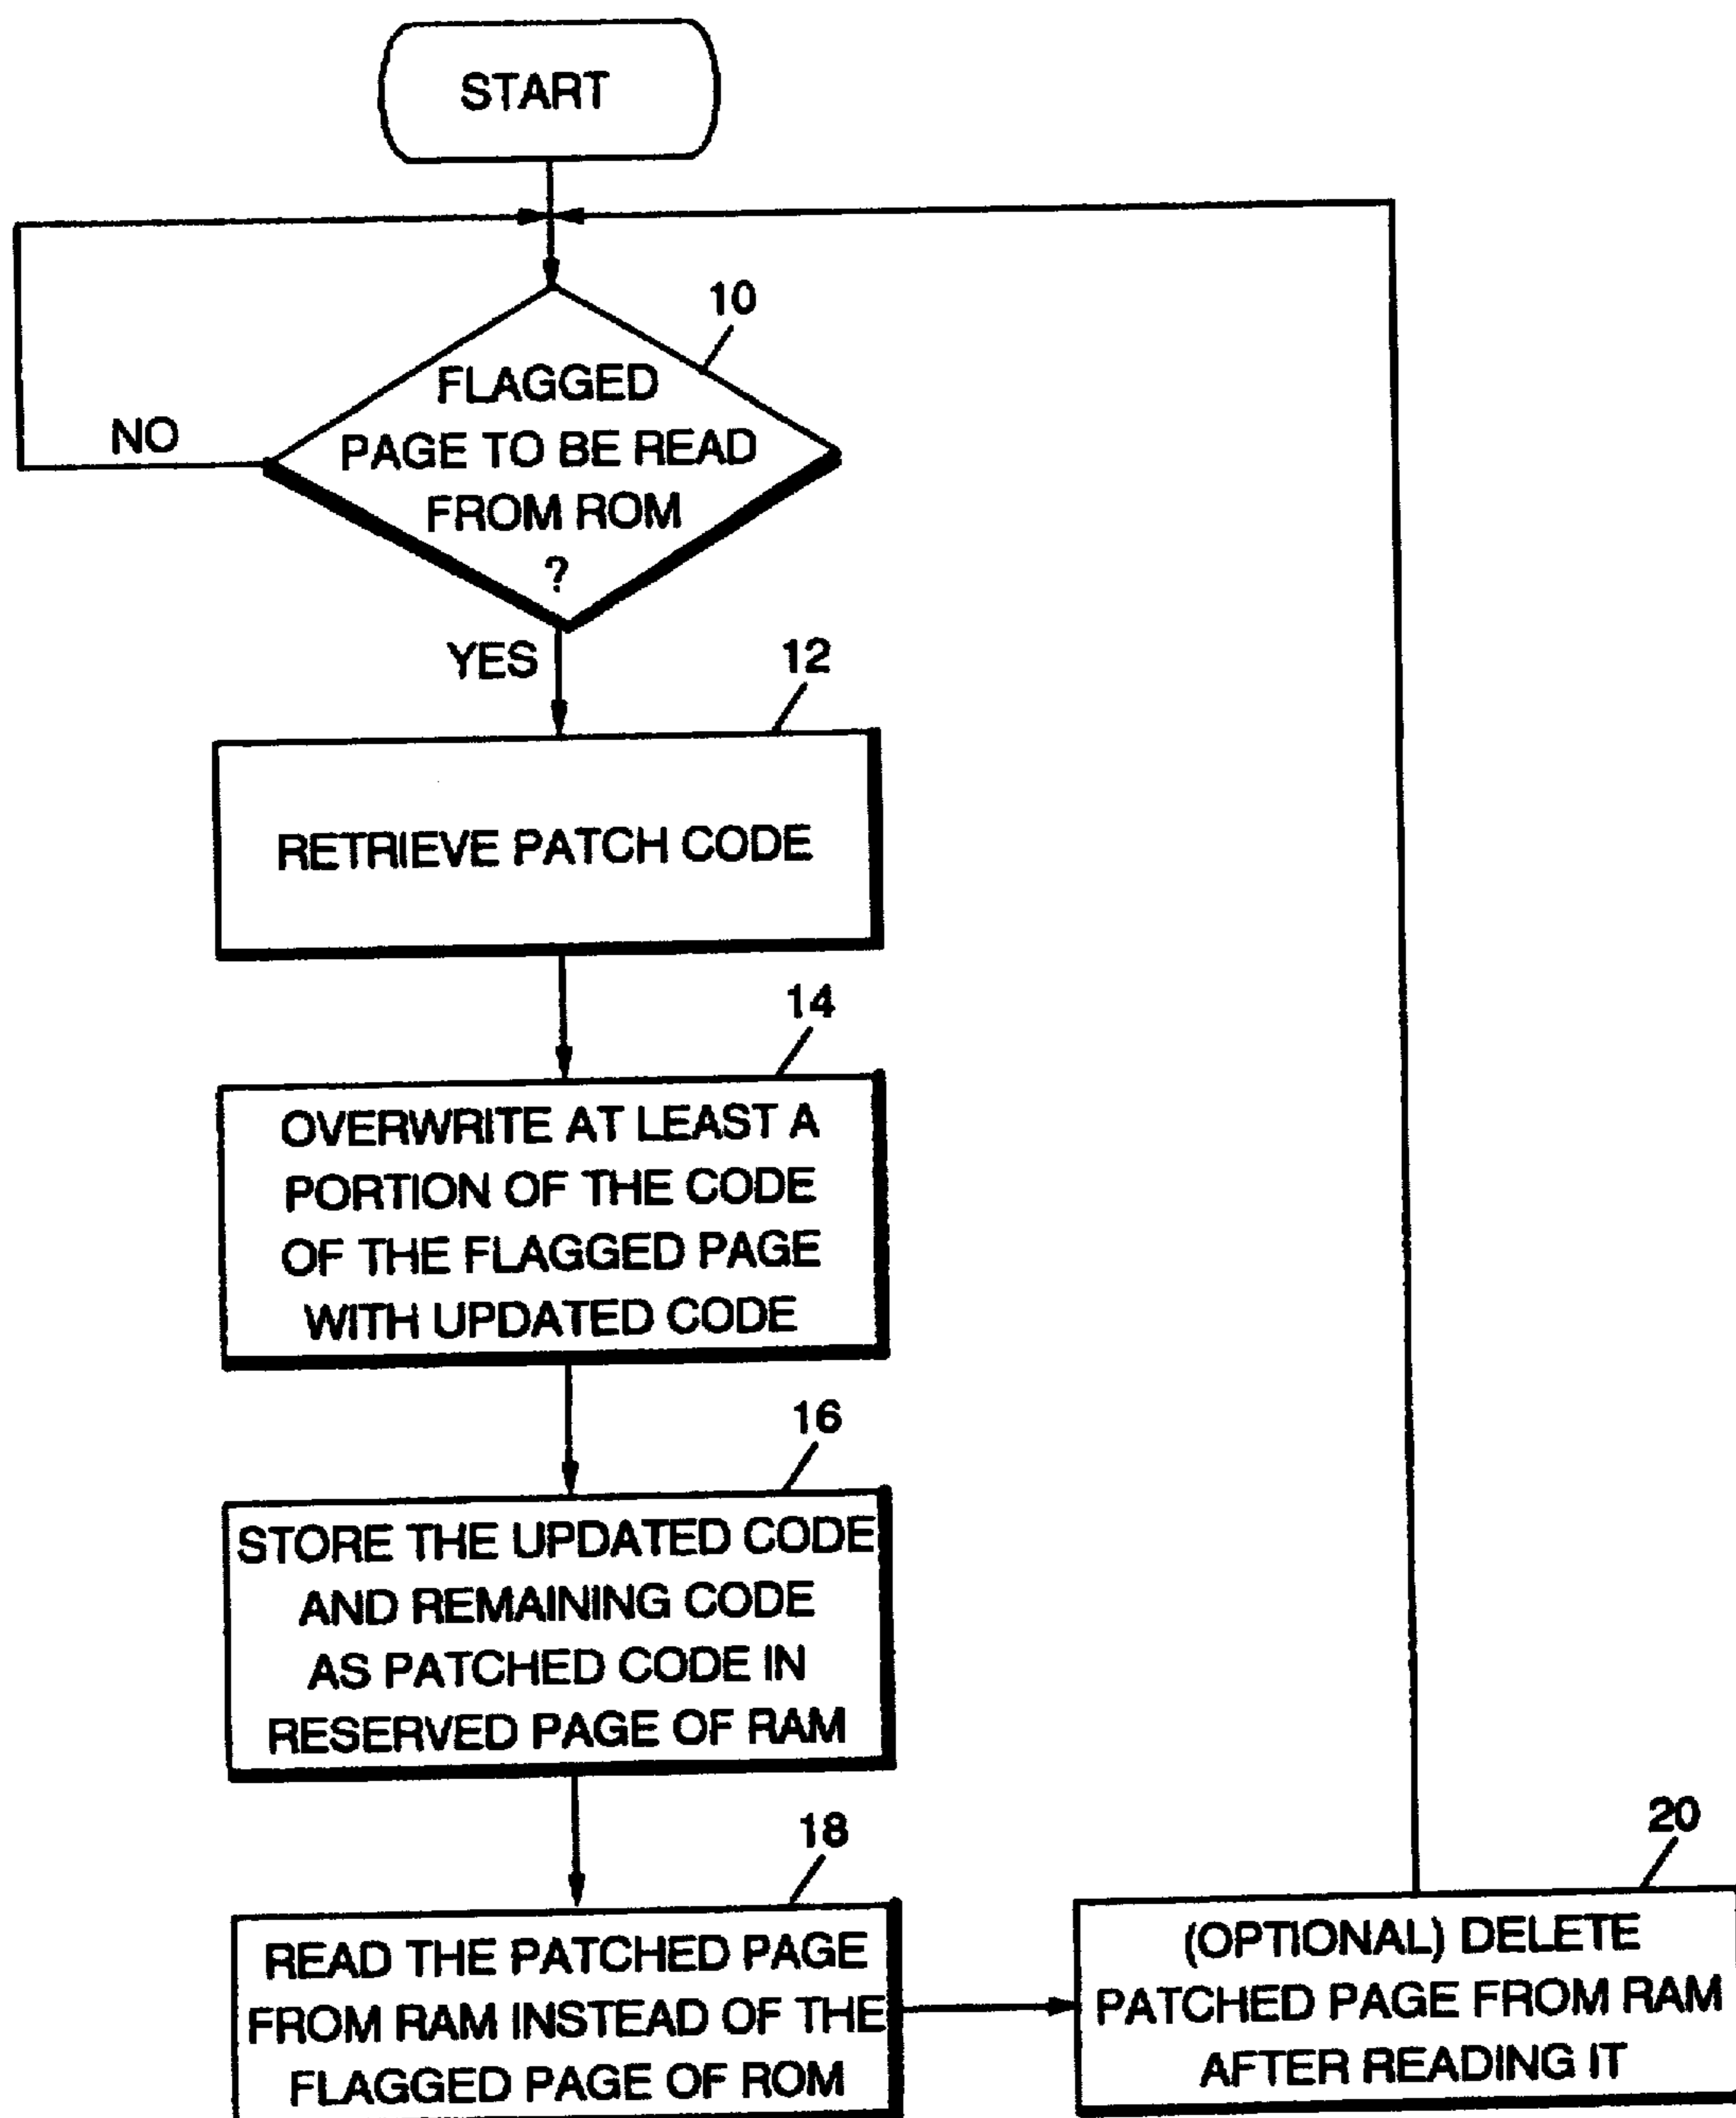 START
10
FLAGGED
PAGE TO BE READ
FROM ROM
?
NO
YES
12
RETRIEVE PATCH CODE
14
OVERWRITE AT LEAST A
PORTION OF THE CODE
OF THE FLAGGED PAGE
WITH UPDATED CODE
16
STORE THE UPDATED CODE
AND REMAINING CODE
AS PATCHED CODE IN
RESERVED PAGE OF RAM
18
READ THE PATCHED PAGE
FROM RAM INSTEAD OF THE
FLAGGED PAGE OF ROM
20
(OPTIONAL) DELETE
PATCHED PAGE FROM RAM
AFTER READING IT